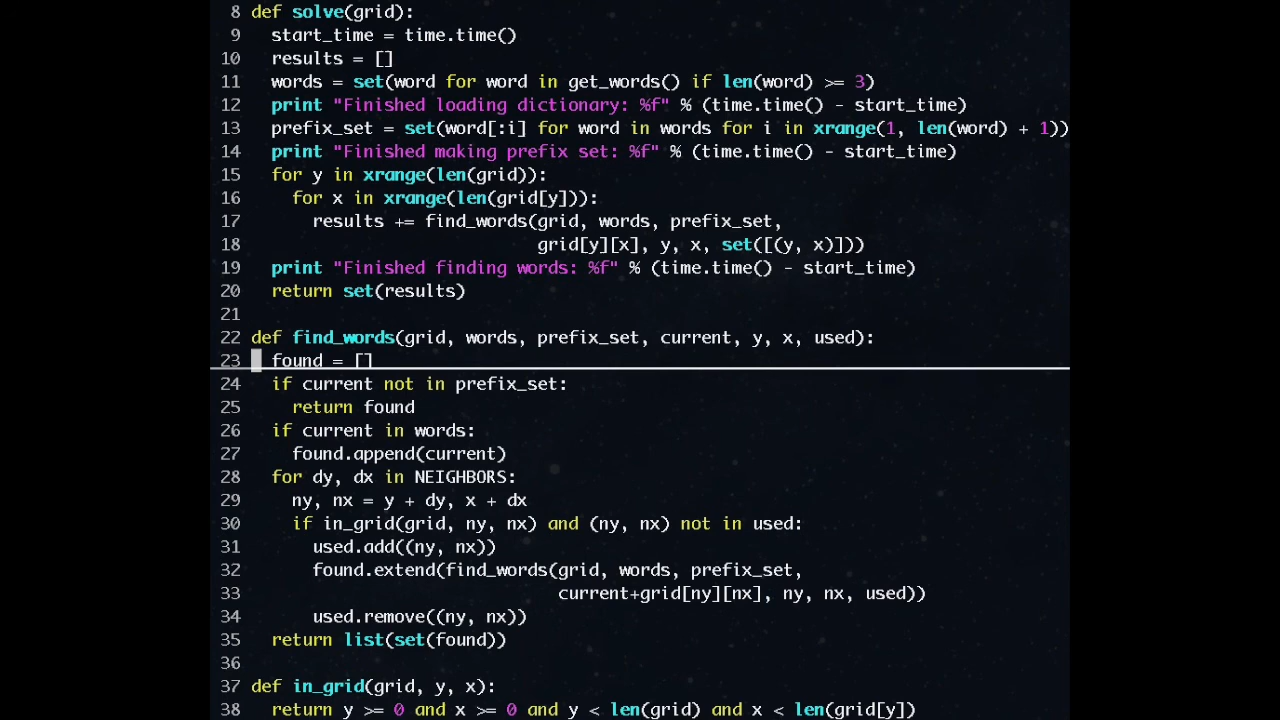 8 def solve(grid):
9   start_time = time.time()
10   results = []
11   words = set(word for word in get_words() if len(word) >= 3)
12   print "Finished loading dictionary: %f" % (time.time() - start_time)
13   prefix_set = set(word[:i] for word in words for i in xrange(1, len(word) + 1))
14   print "Finished making prefix set: %f" % (time.time() - start_time)
15   for y in xrange(len(grid)):
16     for x in xrange(len(grid[y])):
17       results += find_words(grid, words, prefix_set,
18                             grid[y][x], y, x, set([(y, x)]))
19   print "Finished finding words: %f" % (time.time() - start_time)
20   return set(results)
21
22 def find_words(grid, words, prefix_set, current, y, x, used):
23   found = []
24   if current not in prefix_set:
25     return found
26   if current in words:
27     found.append(current)
28   for dy, dx in NEIGHBORS:
29     ny, nx = y + dy, x + dx
30     if in_grid(grid, ny, nx) and (ny, nx) not in used:
31       used.add((ny, nx))
32       found.extend(find_words(grid, words, prefix_set,
33                               current+grid[ny][nx], ny, nx, used))
34       used.remove((ny, nx))
35   return list(set(found))
36
37 def in_grid(grid, y, x):
38   return y >= 0 and x >= 0 and y < len(grid) and x < len(grid[y])